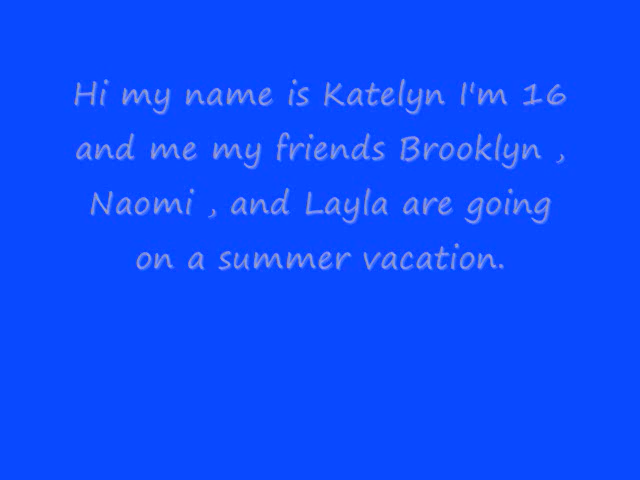 Hi my name is Katelyn I'm 16
and me my friends Brooklyn ,
Naomi , and Layla are going
on a summer vacation.